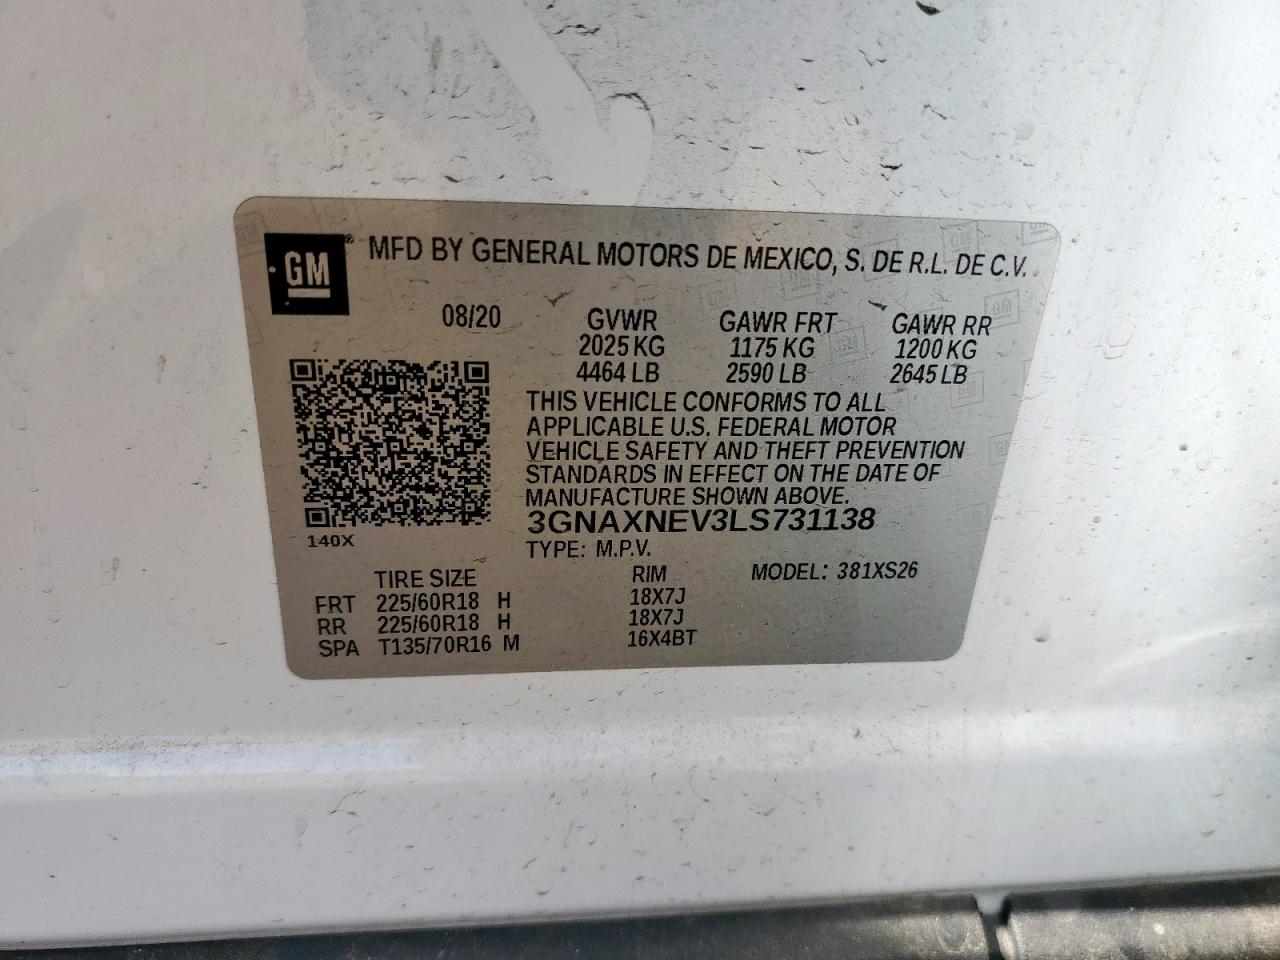 GM® MFD BY GENERAL MOTORS DE MEXICO, S. DE R.L. DE C.V.
08/20 GVWR GAWR FRT GAWR RR
2025 KG 1175 KG 1200 KG
4464 LB 2590 LB 2645 LB
THIS VEHICLE CONFORMS TO ALL
APPLICABLE U.S. FEDERAL MOTOR
VEHICLE SAFETY AND THEFT PREVENTION
STANDARDS IN EFFECT ON THE DATE OF
MANUFACTURE SHOWN ABOVE.
3GNAXNEV3LS731138
140X
TYPE: M.P.V.
TIRE SIZE RIM MODEL: 381XS26
FRT 225/60R18 H 18X7J
RR 225/60R18 H 18X7J
SPA T135/70R16 M 16X4BT